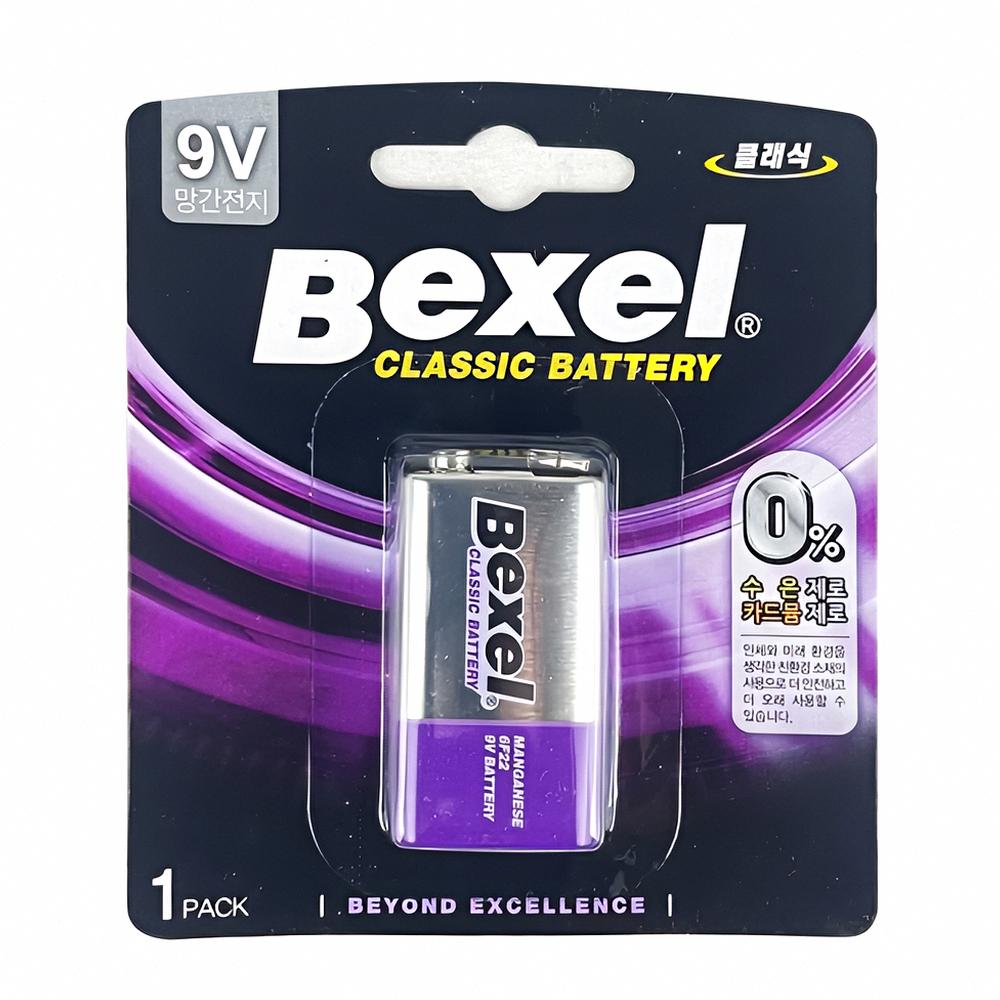 9V
망간전지
클래식
Bexel®
CLASSIC BATTERY
Bexel®
CLASSIC BATTERY
MANGANESE
6F22
9V BATTERY
0%
수 은 제로
카드뮴 제로
인체와 미래 환경을
생각한 친환경 소재의
사용으로 더 안전하고
더 오래 사용할 수
있습니다.
1 PACK
BEYOND EXCELLENCE